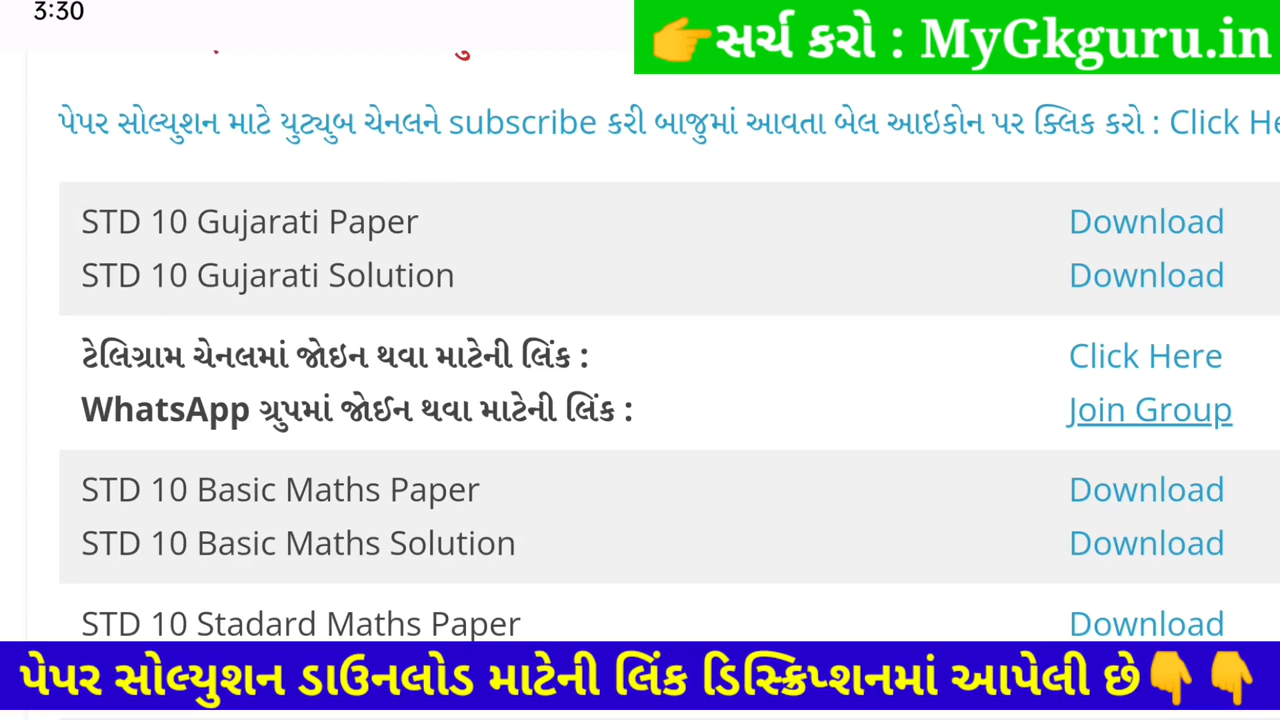 3:30
સર્ચ કરો : MyGkguru.in
પેપર સોલ્યુશન માટે યુટ્યુબ ચેનલને subscribe કરી બાજુમાં આવતા બેલ આઇકોન પર ક્લિક કરો : Click He
STD 10 Gujarati Paper Download
STD 10 Gujarati Solution Download
ટેલિગ્રામ ચેનલમાં જોઇન થવા માટેની લિંક : Click Here
WhatsApp ગ્રુપમાં જોઈન થવા માટેની લિંક : Join Group
STD 10 Basic Maths Paper Download
STD 10 Basic Maths Solution Download
STD 10 Stadard Maths Paper Download
પેપર સોલ્યુશન ડાઉનલોડ માટેની લિંક ડિસ્ક્રિપ્શનમાં આપેલી છે